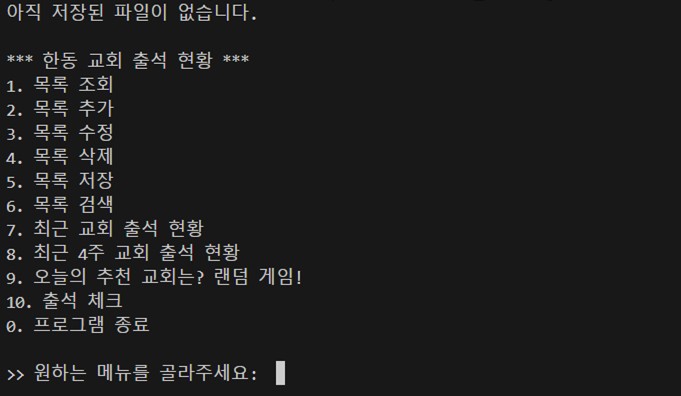 아직 저장된 파일이 없습니다.
*** 한동 교회 출석 현황 ***
1. 목록 조회
2. 목록 추가
3. 목록 수정
4. 목록 삭제
5. 목록 저장
6. 목록 검색
7. 최근 교회 출석 현황
8. 최근 4주 교회 출석 현황
9. 오늘의 추천 교회는? 랜덤 게임!
10. 출석 체크
0. 프로그램 종료
>> 원하는 메뉴를 골라주세요: